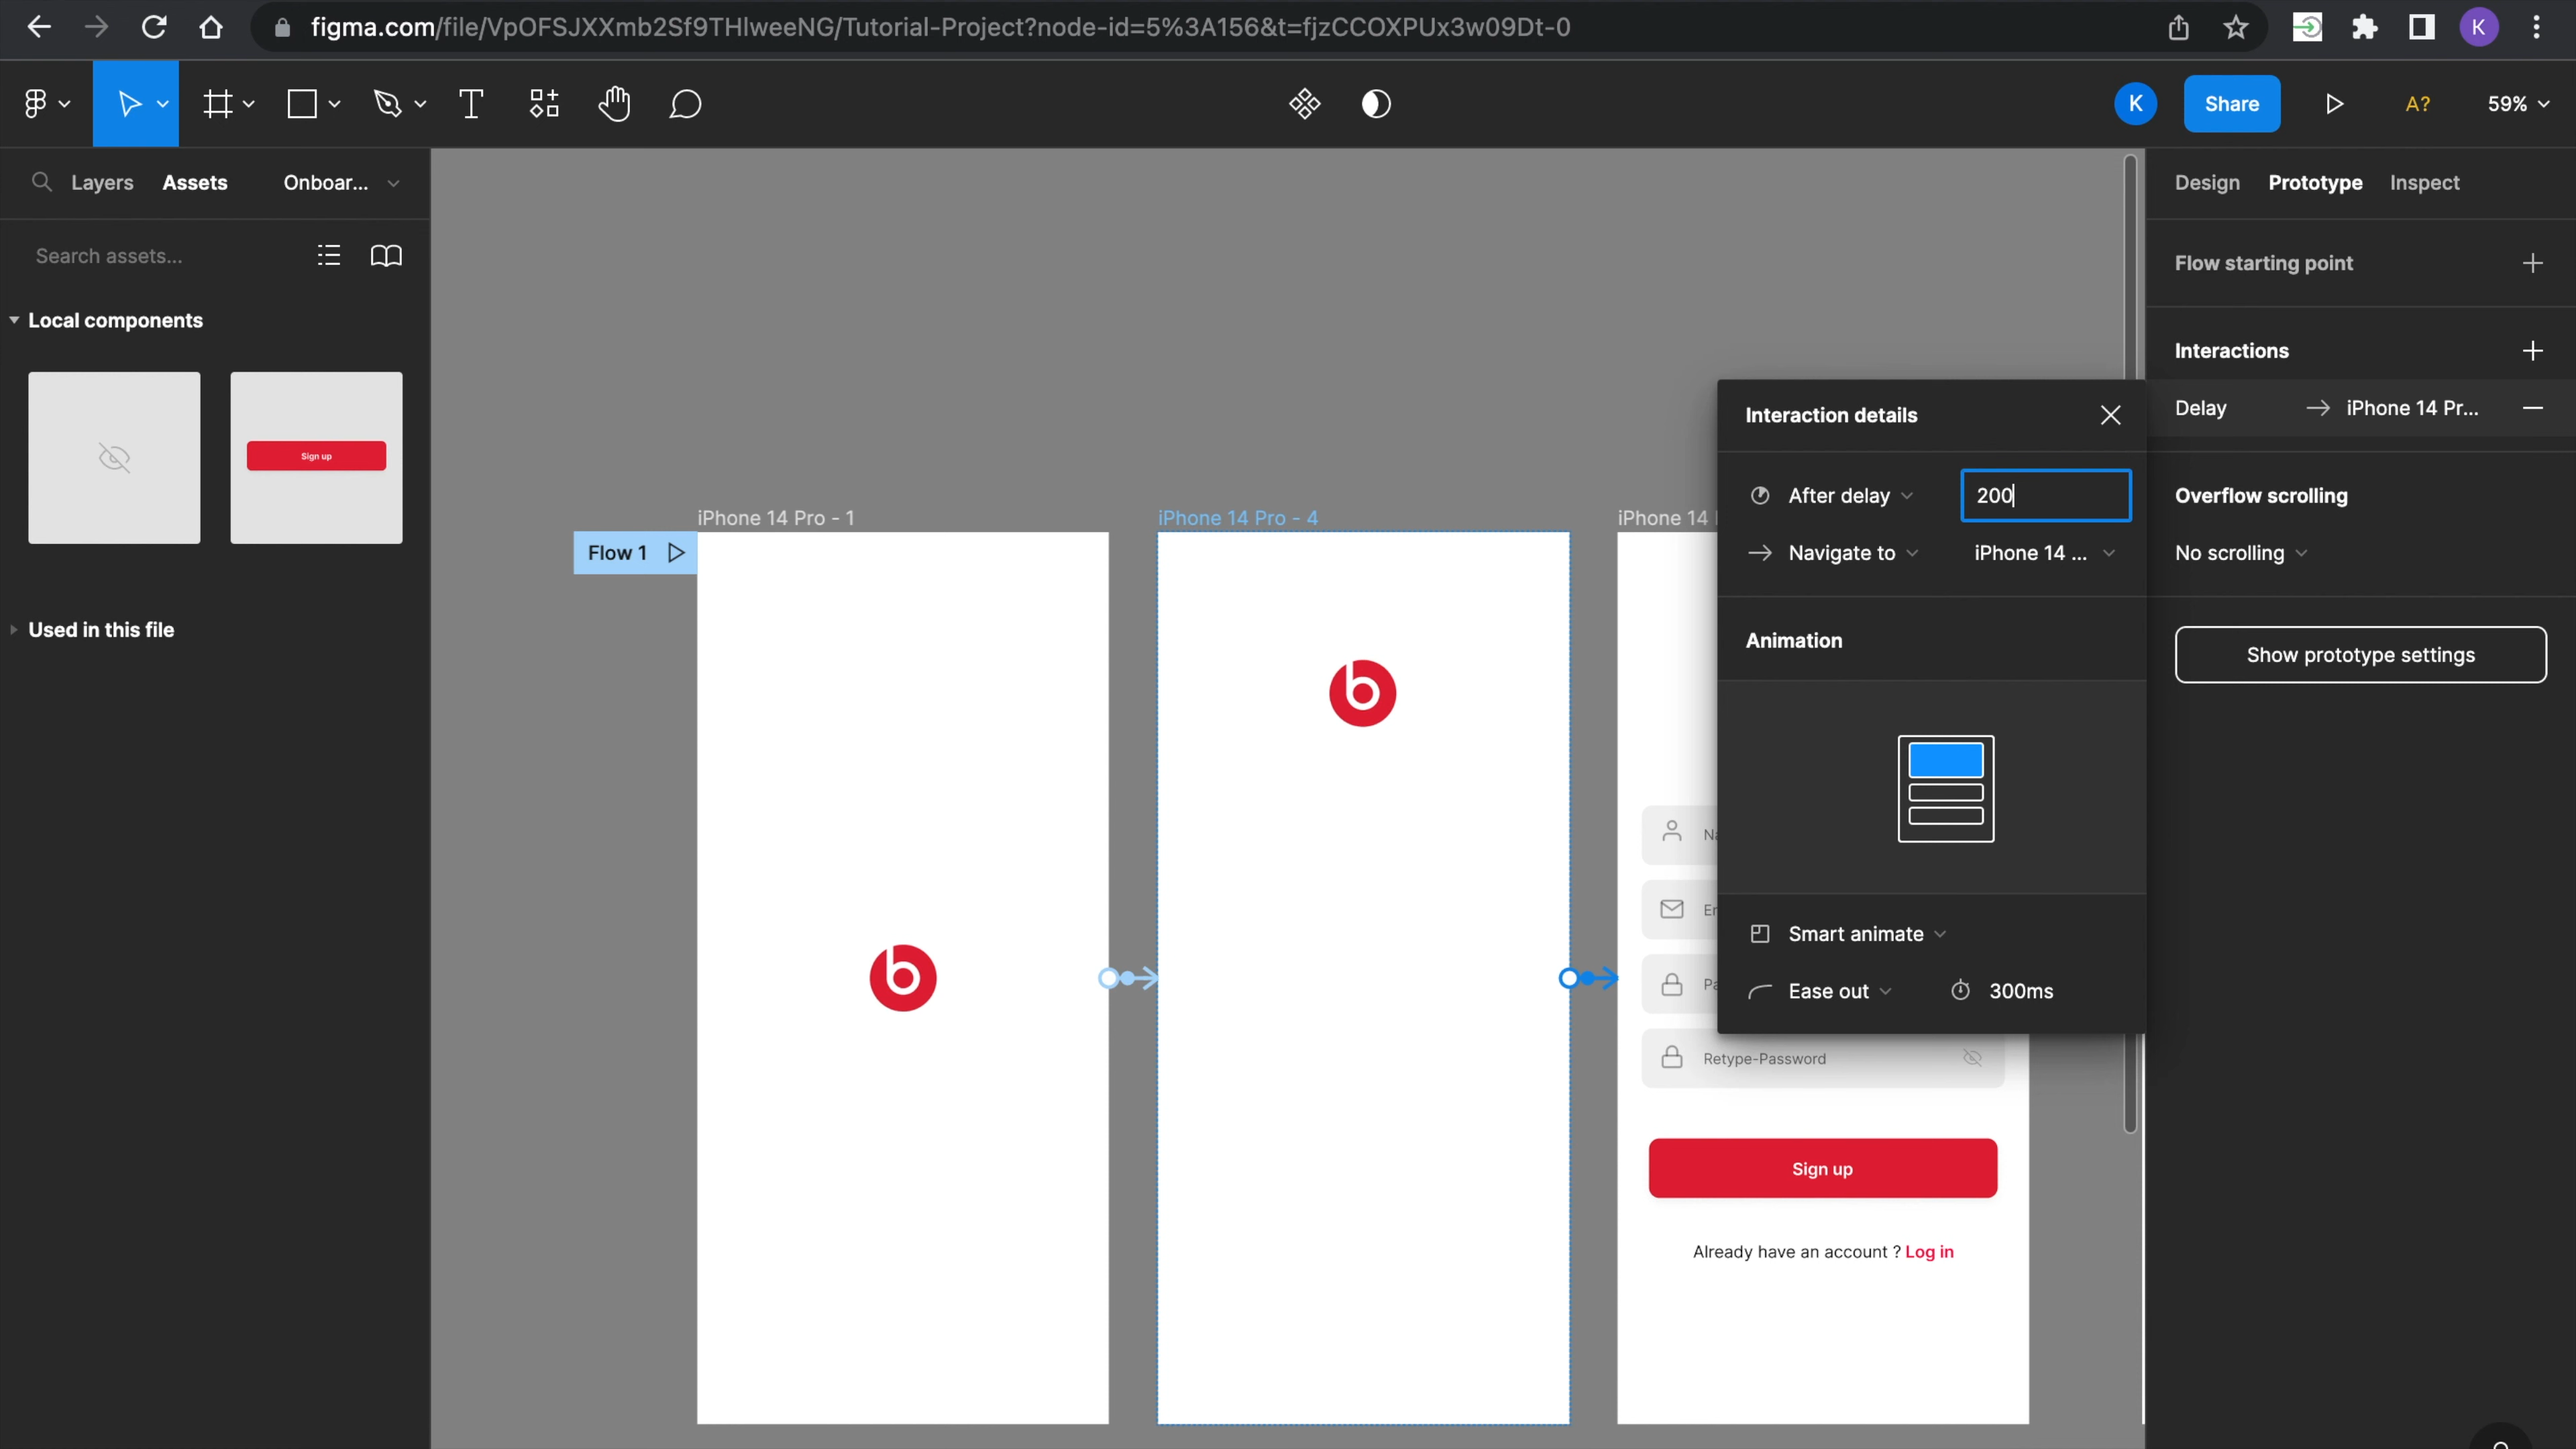 figma.com/file/VpOFSJXXmb2Sf9THlweeNG/Tutorial-Project?node-id=5%3A156&t=fjzCCOXPUx3w09Dt-0
K
K
Share
A?
59%
Layers
Assets
Onboar...
Search assets...
Local components
Sign up
Used in this file
iPhone 14 Pro - 1
Flow 1
iPhone 14 Pro - 4
iPhone 14
Retype-Password
Sign up
Already have an account ? Log in
Interaction details
After delay
200
Navigate to
iPhone 14 ...
Animation
Smart animate
Ease out
300ms
Design
Prototype
Inspect
Flow starting point
Interactions
Delay
iPhone 14 Pr...
Overflow scrolling
No scrolling
Show prototype settings